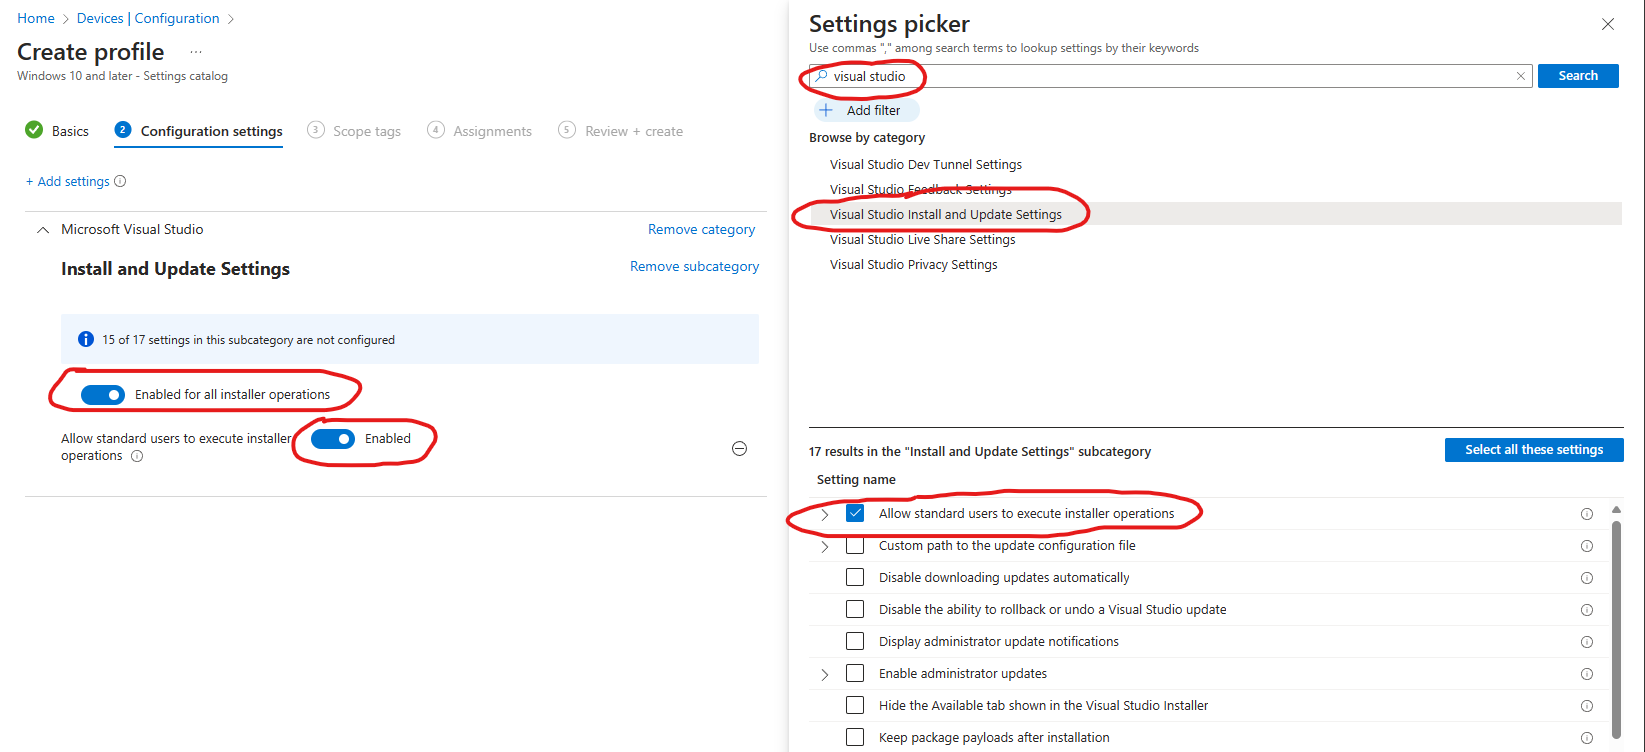 Home > Devices | Configuration >
Create profile ...
Windows 10 and later - Settings catalog
Basics
2 Configuration settings
3 Scope tags
4 Assignments
5 Review + create
+ Add settings
Microsoft Visual Studio
Remove category
Install and Update Settings
Remove subcategory
15 of 17 settings in this subcategory are not configured
Enabled for all installer operations
Allow standard users to execute installer
operations
Enabled
Settings picker
Use commas "," among search terms to lookup settings by their keywords
visual studio
Search
+ Add filter
Browse by category
Visual Studio Dev Tunnel Settings
Visual Studio Feedback Settings
Visual Studio Install and Update Settings
Visual Studio Live Share Settings
Visual Studio Privacy Settings
17 results in the "Install and Update Settings" subcategory
Select all these settings
Setting name
Allow standard users to execute installer operations
Custom path to the update configuration file
Disable downloading updates automatically
Disable the ability to rollback or undo a Visual Studio update
Display administrator update notifications
Enable administrator updates
Hide the Available tab shown in the Visual Studio Installer
Keep package payloads after installation